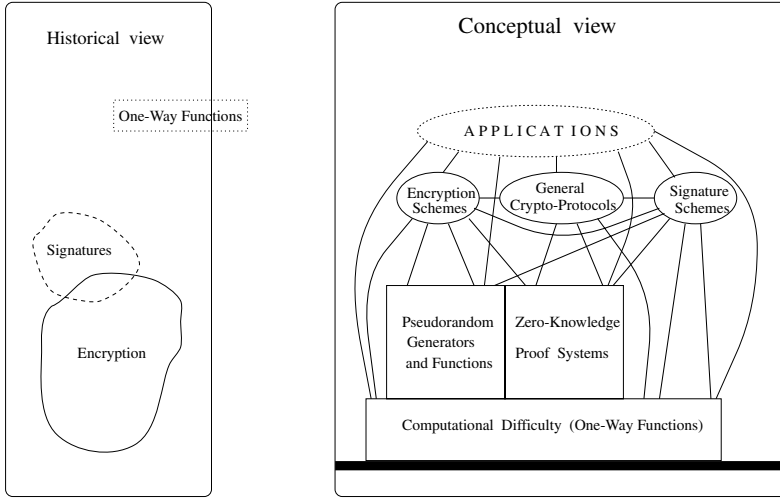 Historical view
One-Way Functions
Signatures
Encryption
Conceptual view
APPLICATIONS
Encryption
Schemes
General
Crypto-Protocols
Signature
Schemes
Pseudorandom
Generators
and Functions
Zero-Knowledge
Proof Systems
Computational Difficulty (One-Way Functions)